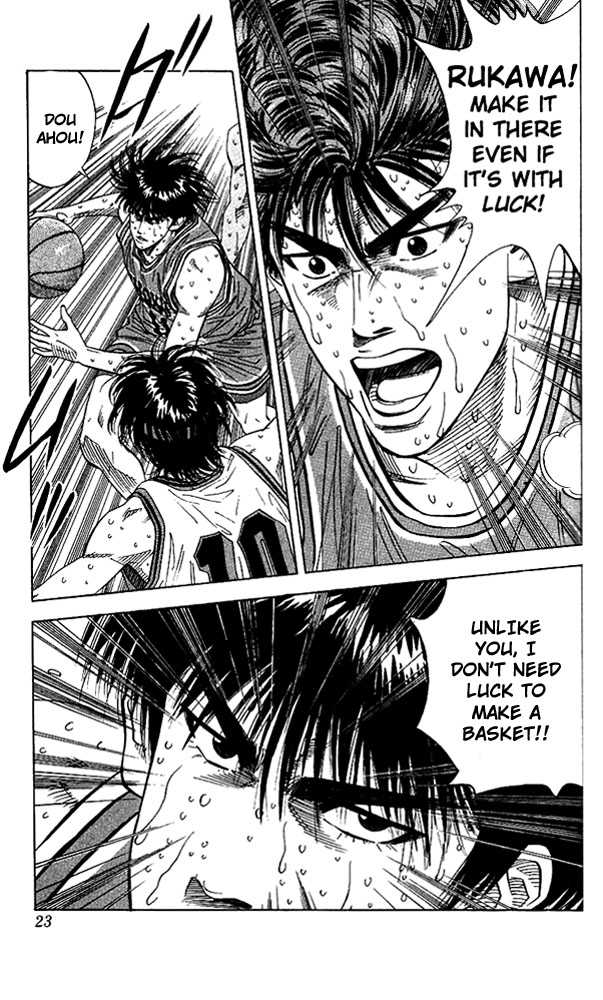 RUKAWA!
MAKE IT
IN THERE
EVEN IF
IT'S WITH
LUCK!
DOU
AHOU!
10
UNLIKE
YOU, I
DON'T NEED
LUCK TO
MAKE A
BASKET!!
23